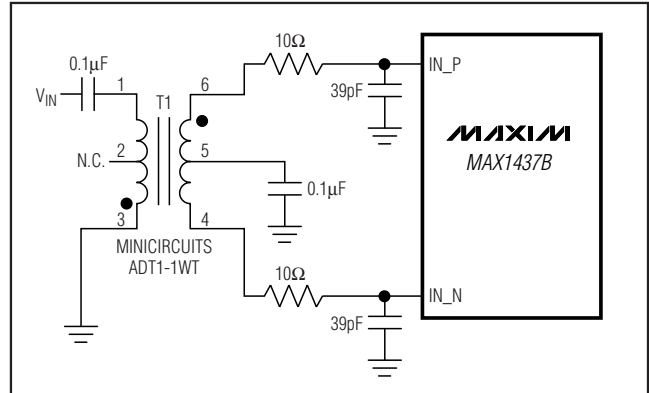 0.1μF
1
6
10Ω
IN_P
V_IN
T1
39pF
MAXIM
MAX1437B
N.C.
2
5
0.1μF
3
4
MINICIRCUITS
ADT1-1WT
10Ω
IN_N
39pF